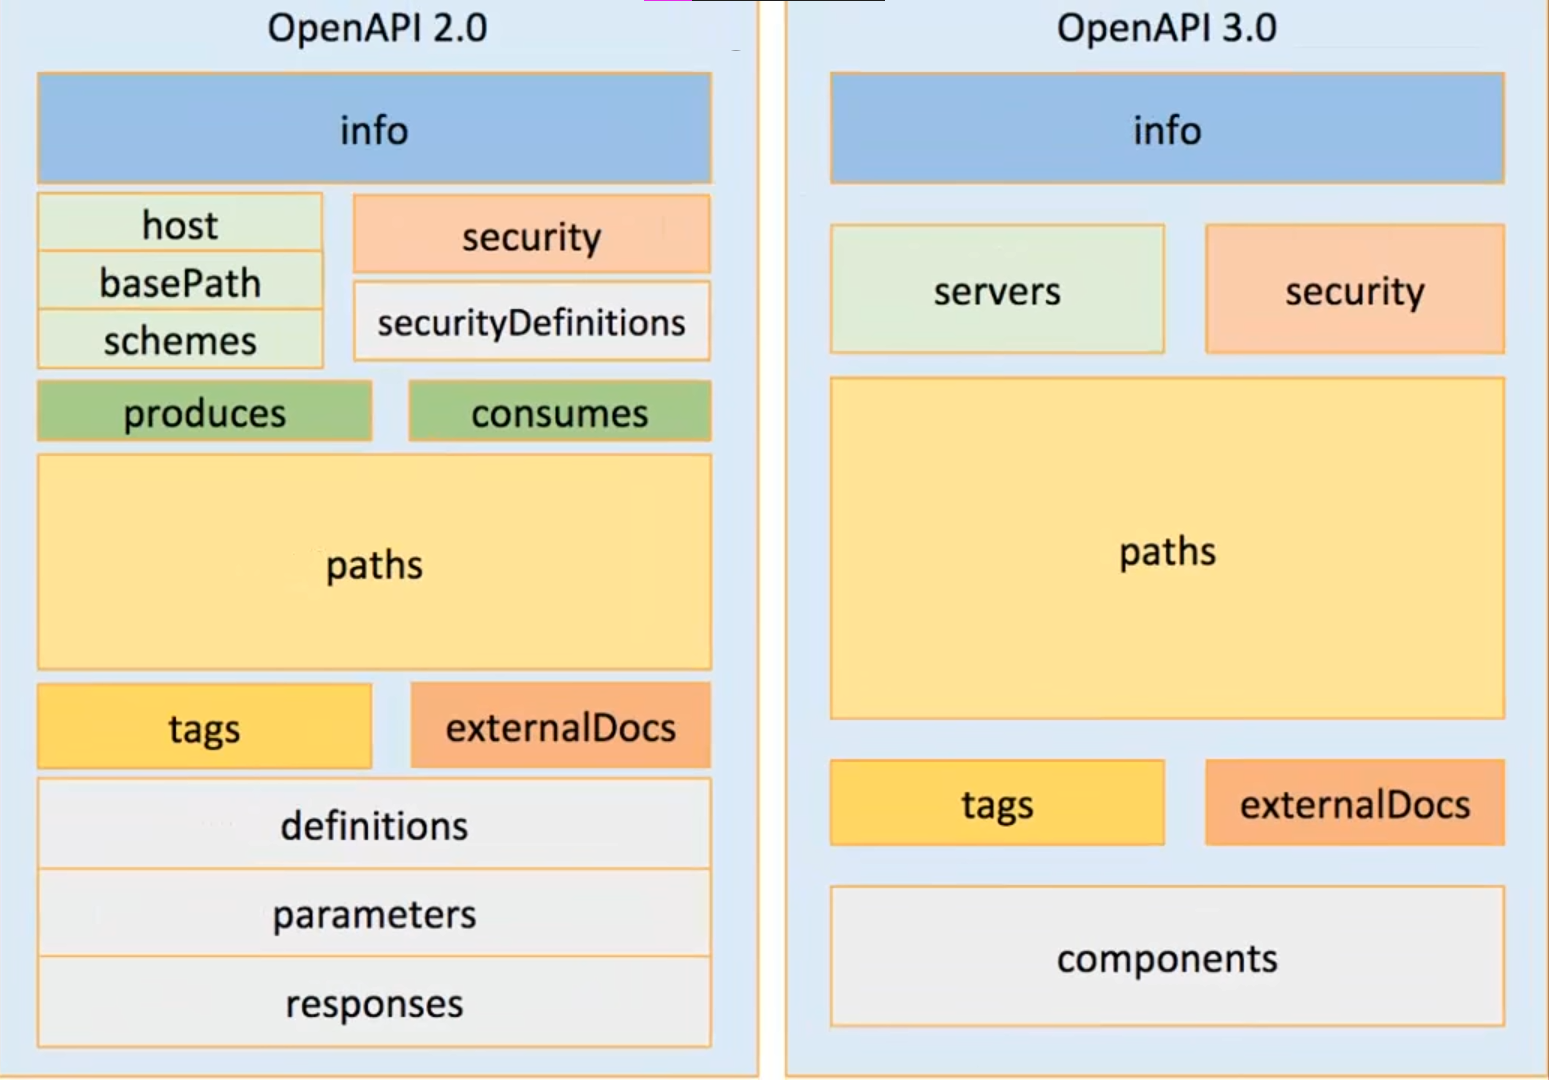 OpenAPI 2.0
info
host
basePath
schemes
security
securityDefinitions
produces
consumes
paths
tags
externalDocs
definitions
parameters
responses
OpenAPI 3.0
info
servers
security
paths
tags
externalDocs
components